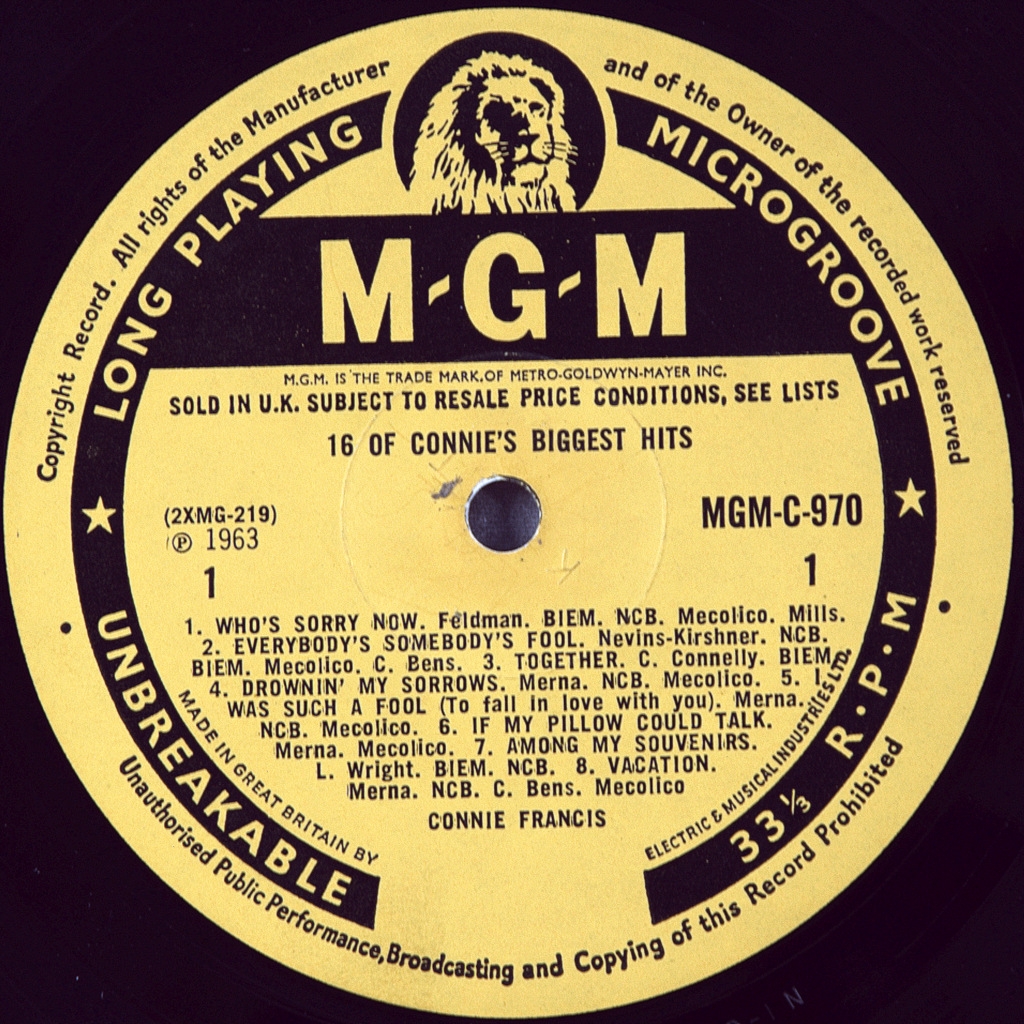 Copyright Record. All rights of the Manufacturer and of the Owner of the recorded work reserved
LONG PLAYING
MICROGROOVE
M-G-M
M.G.M. IS THE TRADE MARK OF METRO-GOLDWYN-MAYER INC.
SOLD IN U.K. SUBJECT TO RESALE PRICE CONDITIONS, SEE LISTS
16 OF CONNIE'S BIGGEST HITS
(2XMG-219)
MGM-C-970
℗ 1963
1
1
1. WHO'S SORRY NOW. Feldman. BIEM. NCB. Mecolico. Mills.
2. EVERYBODY'S SOMEBODY'S FOOL. Nevins-Kirshner. NCB.
BIEM. Mecolico. C. Bens. 3. TOGETHER. C. Connelly. BIEM.
4. DROWNIN' MY SORROWS. Merna. NCB. Mecolico. 5. I
WAS SUCH A FOOL (To fall in love with you). Merna.
NCB. Mecolico. 6. IF MY PILLOW COULD TALK.
Merna. Mecolico. 7. AMONG MY SOUVENIRS.
L. Wright. BIEM. NCB. 8. VACATION.
Merna. NCB. C. Bens. Mecolico
CONNIE FRANCIS
UNBREAKABLE
MADE IN GREAT BRITAIN BY
ELECTRIC & MUSICAL INDUSTRIES LTD.
33⅓ R·P·M
Unauthorised Public Performance, Broadcasting and Copying of this Record Prohibited